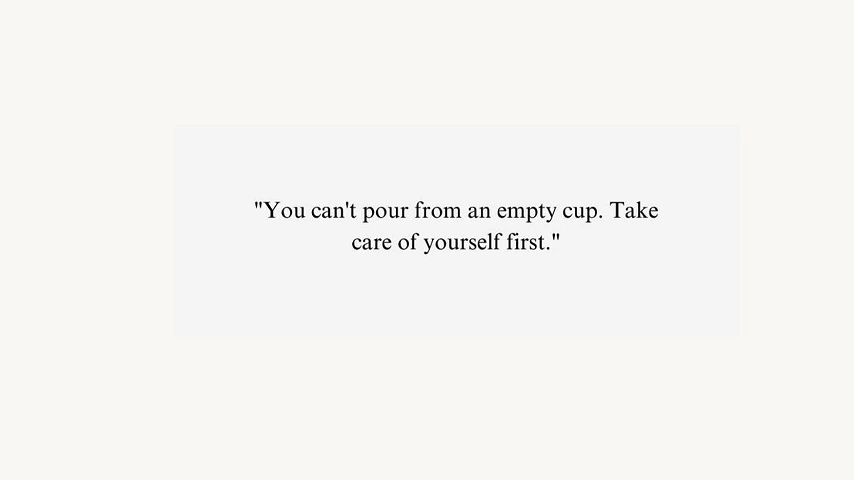 "You can't pour from an empty cup. Take
care of yourself first."